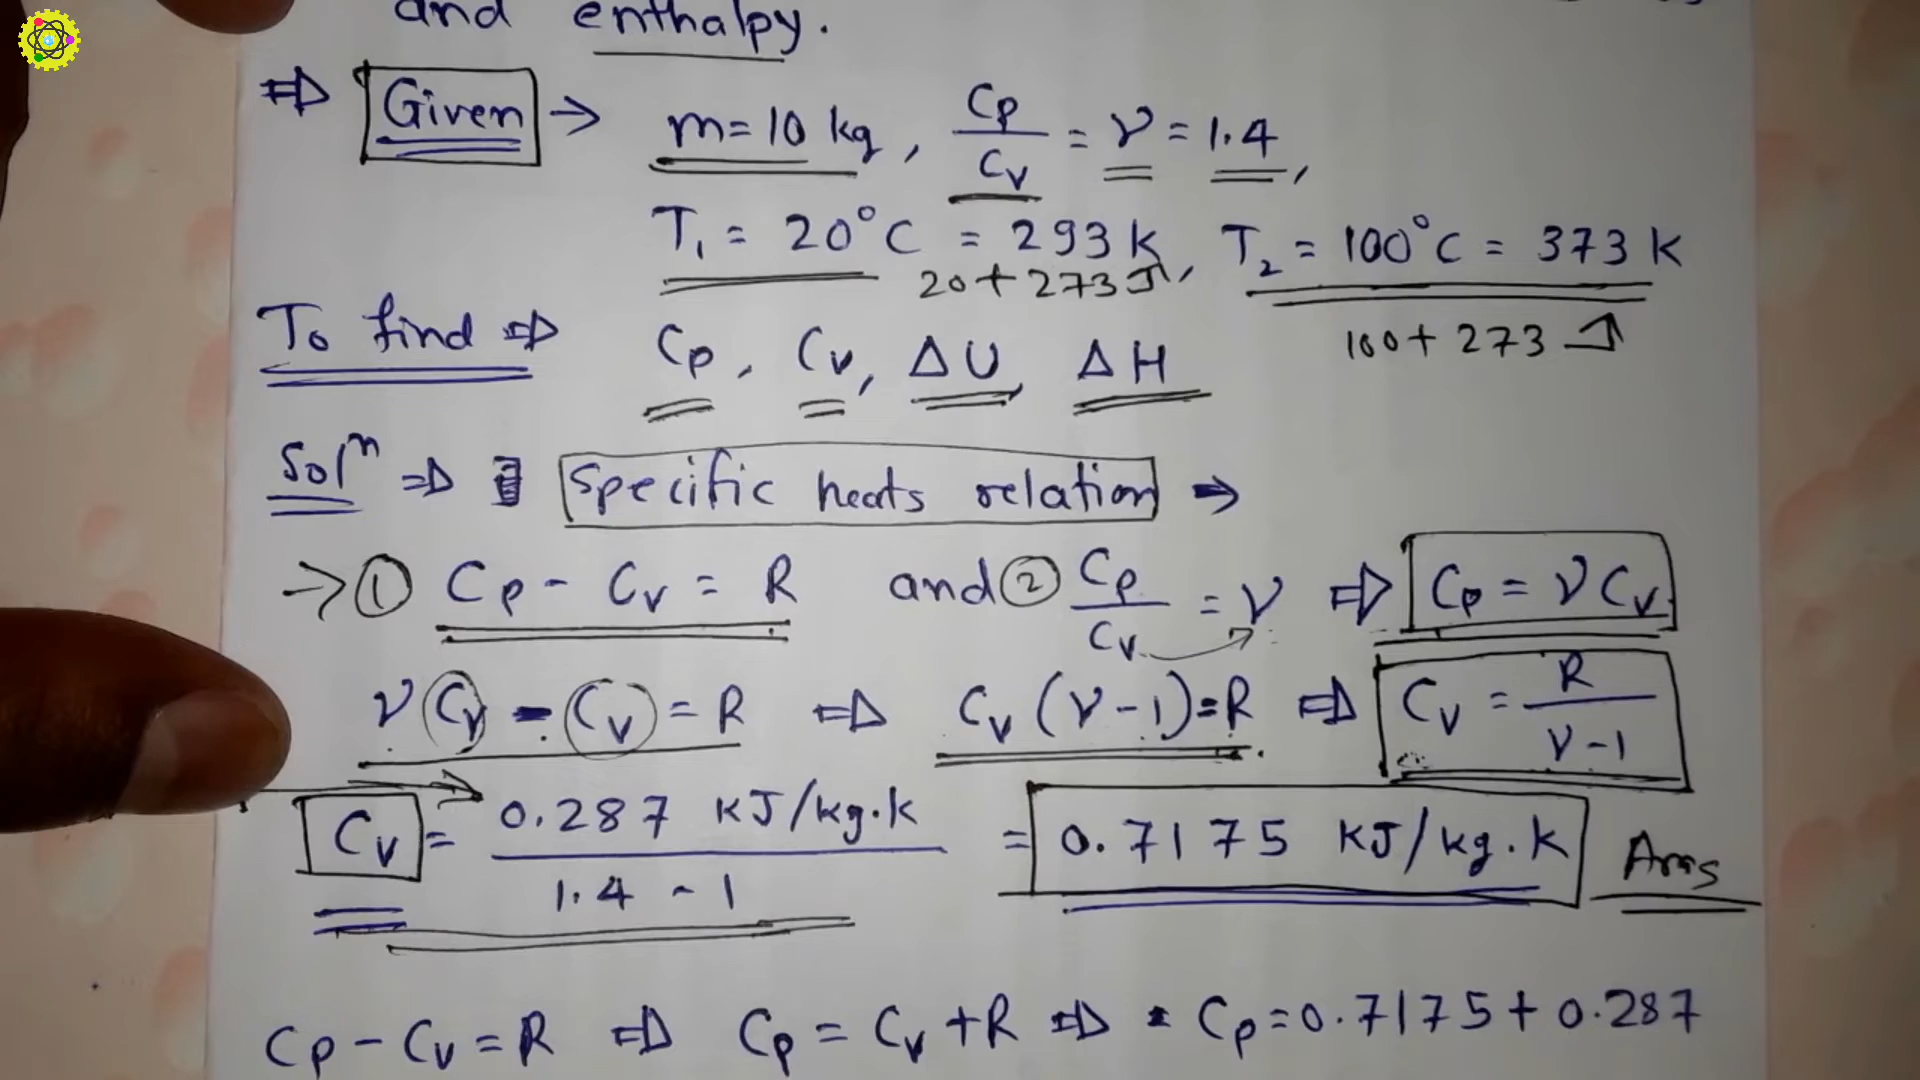 and enthalpy.
⇒ Given → m = 10 kg, Cp/Cv = γ = 1.4,
T₁ = 20°C = 293 K, T₂ = 100°C = 373 K
20 + 273
100 + 273
To find ⇒ Cp, Cv, ΔU, ΔH
Solⁿ ⇒ Specific heats relation →
→ ① Cp - Cv = R and ② Cp/Cv = γ ⇒ Cp = γ Cv
γ Cv - Cv = R ⇒ Cv (γ - 1) = R ⇒ Cv = R/(γ - 1)
Cv = 0.287 KJ/kg.K / 1.4 - 1 = 0.7175 KJ/kg.K Ans
Cp - Cv = R ⇒ Cp = Cv + R ⇒ Cp = 0.7175 + 0.287